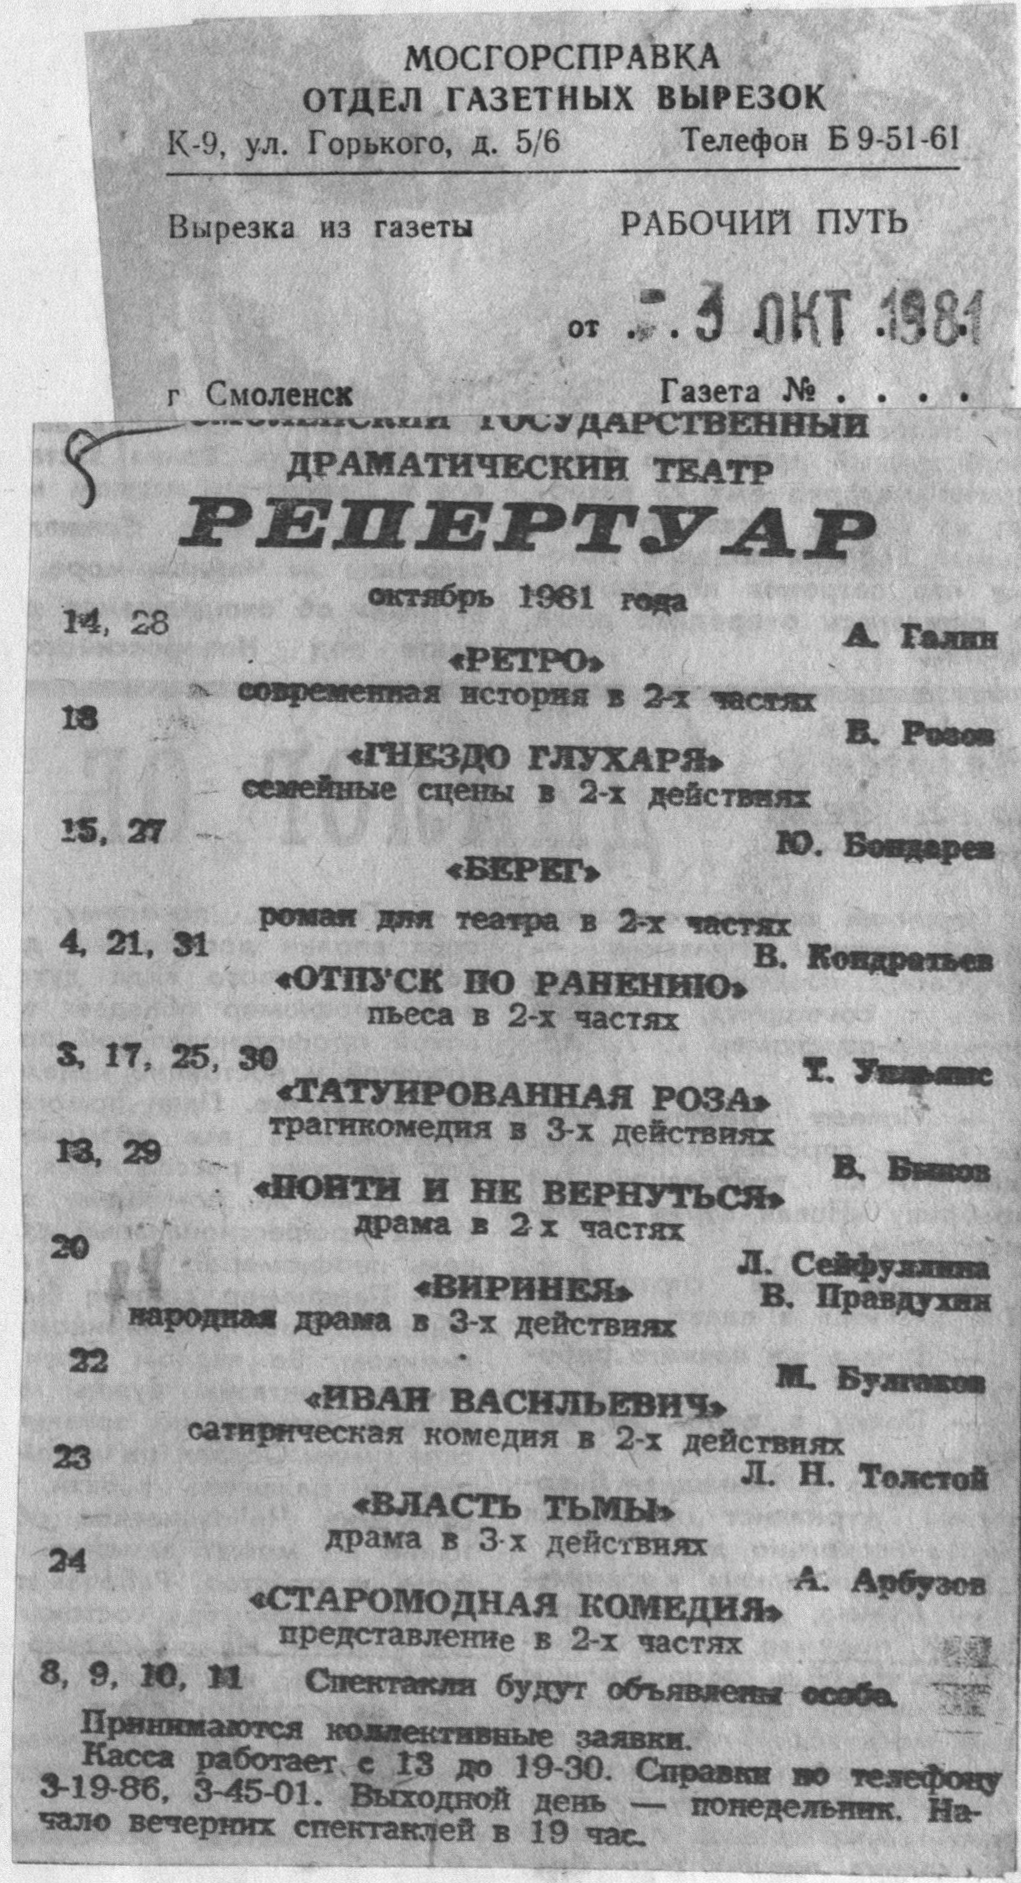 МОСГОРСПРАВКА
ОТДЕЛ ГАЗЕТНЫХ ВЫРЕЗОК
К-9, ул. Горького, д. 5/6 Телефон Б 9-51-61
Вырезка из газеты РАБОЧИЙ ПУТЬ
от . . 3 ОКТ 1981
г Смоленск Газета № . . . .
СМОЛЕНСКИЙ ГОСУДАРСТВЕННЫЙ
ДРАМАТИЧЕСКИЙ ТЕАТР
РЕПЕРТУАР
октябрь 1981 года
14, 28 А. Галин
«РЕТРО»
современная история в 2-х частях
18 В. Розов
«ГНЕЗДО ГЛУХАРЯ»
семейные сцены в 2-х действиях
15, 27 Ю. Бондарев
«БЕРЕГ»
роман для театра в 2-х частях
4, 21, 31 В. Кондратьев
«ОТПУСК ПО РАНЕНИЮ»
пьеса в 2-х частях
3, 17, 25, 30 Т. Уильямс
«ТАТУИРОВАННАЯ РОЗА»
трагикомедия в 3-х действиях
13, 29 В. Быков
«ПОЙТИ И НЕ ВЕРНУТЬСЯ»
драма в 2-х частях
20 Л. Сейфуллина
«ВИРИНЕЯ» В. Правдухин
народная драма в 3-х действиях
22 М. Булгаков
«ИВАН ВАСИЛЬЕВИЧ»
сатирическая комедия в 2-х действиях
23 Л. Н. Толстой
«ВЛАСТЬ ТЬМЫ»
драма в 3-х действиях
24 А. Арбузов
«СТАРОМОДНАЯ КОМЕДИЯ»
представление в 2-х частях
8, 9, 10, 11 Спектакли будут объявлены особо.
Принимаются коллективные заявки.
Касса работает с 13 до 19-30. Справки по телефону
3-19-86, 3-45-01. Выходной день — понедельник. На-
чало вечерних спектаклей в 19 час.